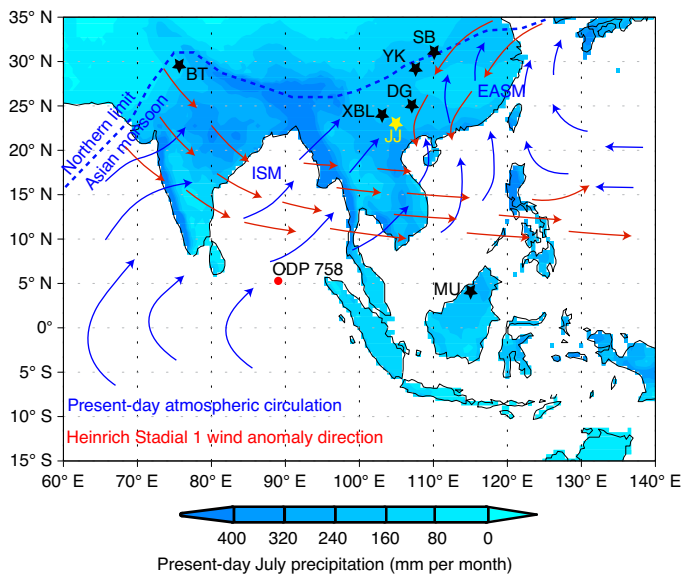 35° N
30° N
25° N
20° N
15° N
10° N
5° N
0°
5° S
10° S
15° S
60° E
70° E
80° E
90° E
100° E
110° E
120° E
130° E
140° E
Northern limit
Asian monsoon
BT
SB
YK
DG
XBL
JJ
EASM
ISM
ODP 758
MU
Present-day atmospheric circulation
Heinrich Stadial 1 wind anomaly direction
400 320 240 160 80 0
Present-day July precipitation (mm per month)